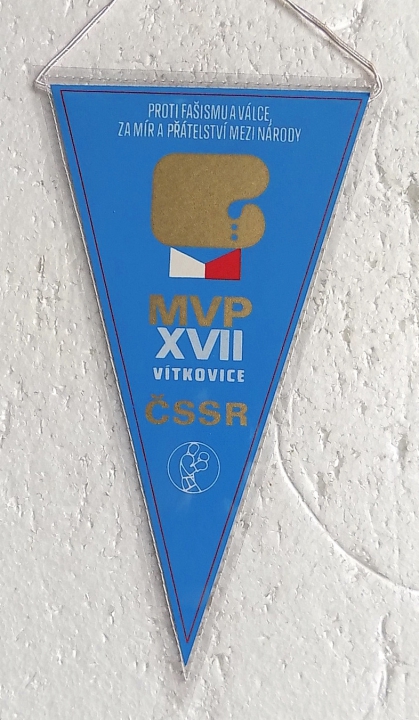 PROTI FAŠISMU A VÁLCE,
ZA MÍR A PŘÁTELSTVÍ MEZI NÁRODY
MVP
XVII
VÍTKOVICE
ČSSR